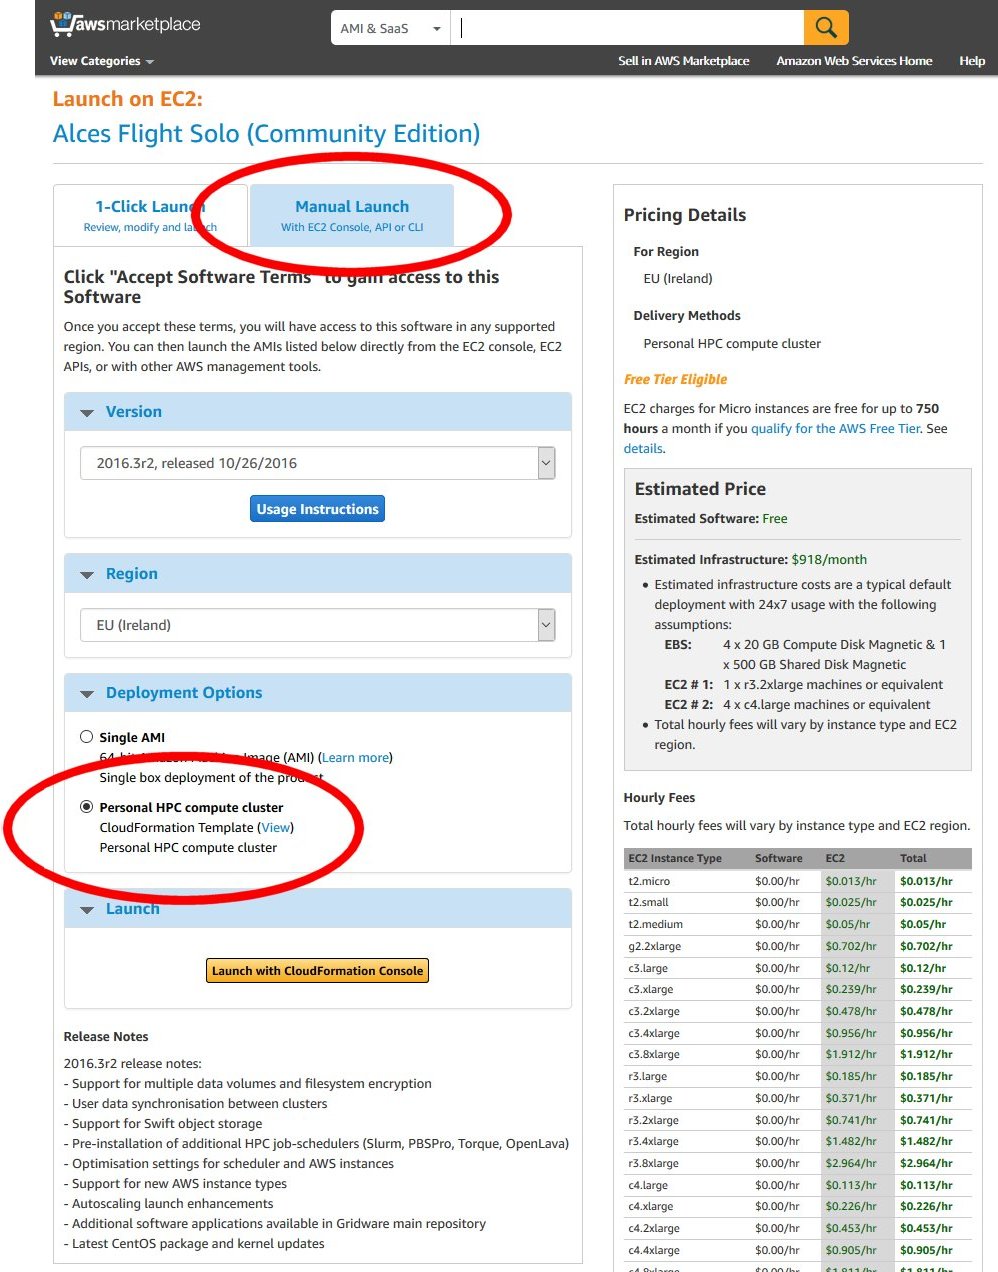 awsmarketplace
AMI & SaaS
View Categories
Sell in AWS Marketplace Amazon Web Services Home Help
Launch on EC2:
Alces Flight Solo (Community Edition)
1-Click Launch
Review, modify and launch
Manual Launch
With EC2 Console, API or CLI
Click "Accept Software Terms" to gain access to this
Software
Once you accept these terms, you will have access to this software in any supported
region. You can then launch the AMIs listed below directly from the EC2 console, EC2
APIs, or with other AWS management tools.
Version
2016.3r2, released 10/26/2016
Usage Instructions
Region
EU (Ireland)
Deployment Options
Single AMI
64-bit Amazon Machine Image (AMI) (Learn more)
Single box deployment of the product
Personal HPC compute cluster
CloudFormation Template (View)
Personal HPC compute cluster
Launch
Launch with CloudFormation Console
Release Notes
2016.3r2 release notes:
- Support for multiple data volumes and filesystem encryption
- User data synchronisation between clusters
- Support for Swift object storage
- Pre-installation of additional HPC job-schedulers (Slurm, PBSPro, Torque, OpenLava)
- Optimisation settings for scheduler and AWS instances
- Support for new AWS instance types
- Autoscaling launch enhancements
- Additional software applications available in Gridware main repository
- Latest CentOS package and kernel updates
Pricing Details
For Region
EU (Ireland)
Delivery Methods
Personal HPC compute cluster
Free Tier Eligible
EC2 charges for Micro instances are free for up to 750
hours a month if you qualify for the AWS Free Tier. See
details.
Estimated Price
Estimated Software: Free
Estimated Infrastructure: $918/month
• Estimated infrastructure costs are a typical default
deployment with 24x7 usage with the following
assumptions:
EBS: 4 x 20 GB Compute Disk Magnetic & 1
x 500 GB Shared Disk Magnetic
EC2 # 1: 1 x r3.2xlarge machines or equivalent
EC2 # 2: 4 x c4.large machines or equivalent
• Total hourly fees will vary by instance type and EC2
region.
Hourly Fees
Total hourly fees will vary by instance type and EC2 region.
EC2 Instance Type Software EC2 Total
t2.micro $0.00/hr $0.013/hr $0.013/hr
t2.small $0.00/hr $0.025/hr $0.025/hr
t2.medium $0.00/hr $0.05/hr $0.05/hr
g2.2xlarge $0.00/hr $0.702/hr $0.702/hr
c3.large $0.00/hr $0.12/hr $0.12/hr
c3.xlarge $0.00/hr $0.239/hr $0.239/hr
c3.2xlarge $0.00/hr $0.478/hr $0.478/hr
c3.4xlarge $0.00/hr $0.956/hr $0.956/hr
c3.8xlarge $0.00/hr $1.912/hr $1.912/hr
r3.large $0.00/hr $0.185/hr $0.185/hr
r3.xlarge $0.00/hr $0.371/hr $0.371/hr
r3.2xlarge $0.00/hr $0.741/hr $0.741/hr
r3.4xlarge $0.00/hr $1.482/hr $1.482/hr
r3.8xlarge $0.00/hr $2.964/hr $2.964/hr
c4.large $0.00/hr $0.113/hr $0.113/hr
c4.xlarge $0.00/hr $0.226/hr $0.226/hr
c4.2xlarge $0.00/hr $0.453/hr $0.453/hr
c4.4xlarge $0.00/hr $0.905/hr $0.905/hr
c4.8xlarge $0.00/hr $1.811/hr $1.811/hr